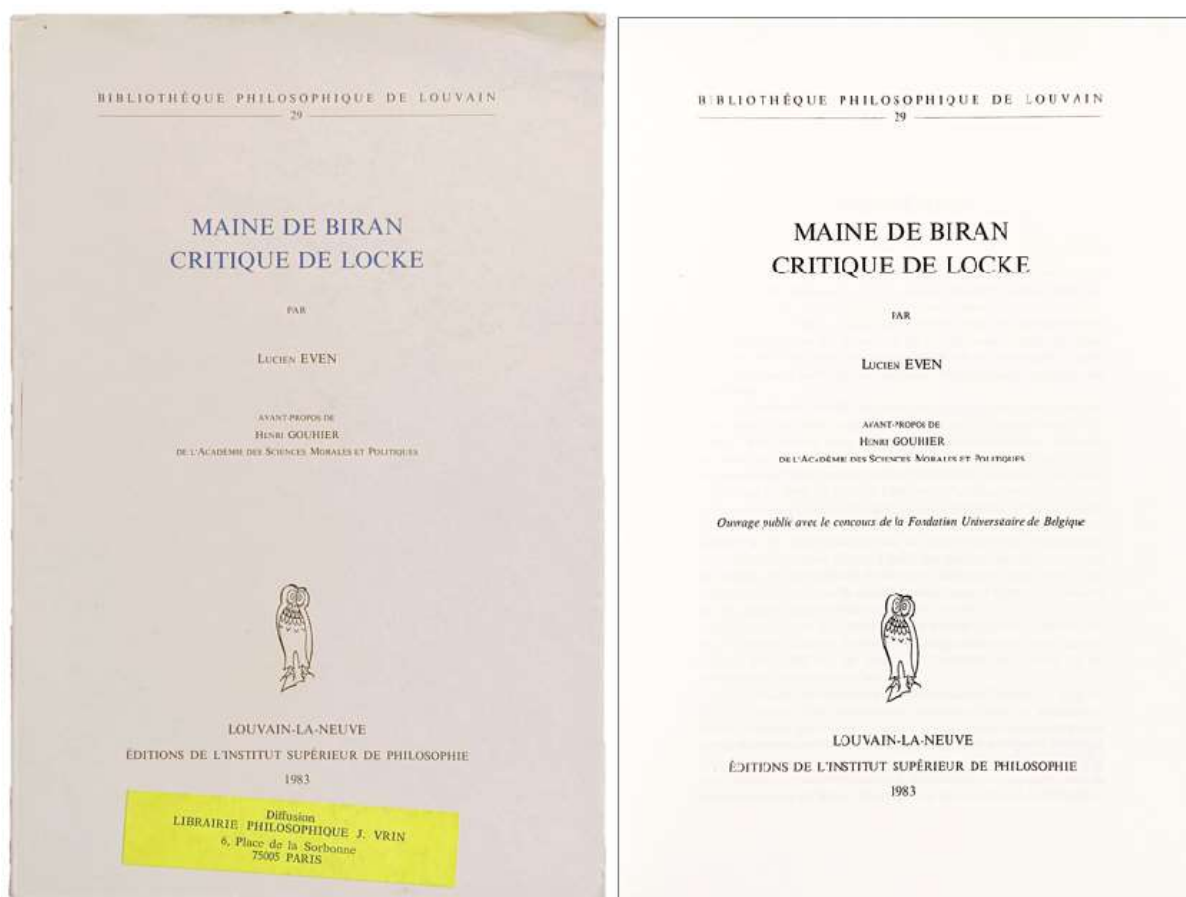 BIBLIOTHÈQUE PHILOSOPHIQUE DE LOUVAIN
29
MAINE DE BIRAN
CRITIQUE DE LOCKE
PAR
LUCIEN EVEN
AVANT-PROPOS DE
HENRI GOUHIER
DE L'ACADÉMIE DES SCIENCES MORALES ET POLITIQUES
LOUVAIN-LA-NEUVE
ÉDITIONS DE L'INSTITUT SUPÉRIEUR DE PHILOSOPHIE
1983
Diffusion
LIBRAIRIE PHILOSOPHIQUE J. VRIN
6, Place de la Sorbonne
75005 PARIS
BIBLIOTHÈQUE PHILOSOPHIQUE DE LOUVAIN
29
MAINE DE BIRAN
CRITIQUE DE LOCKE
PAR
LUCIEN EVEN
AVANT-PROPOS DE
HENRI GOUHIER
DE L'ACADÉMIE DES SCIENCES MORALES ET POLITIQUES
Ouvrage publié avec le concours de la Fondation Universitaire de Belgique
LOUVAIN-LA-NEUVE
ÉDITIONS DE L'INSTITUT SUPÉRIEUR DE PHILOSOPHIE
1983